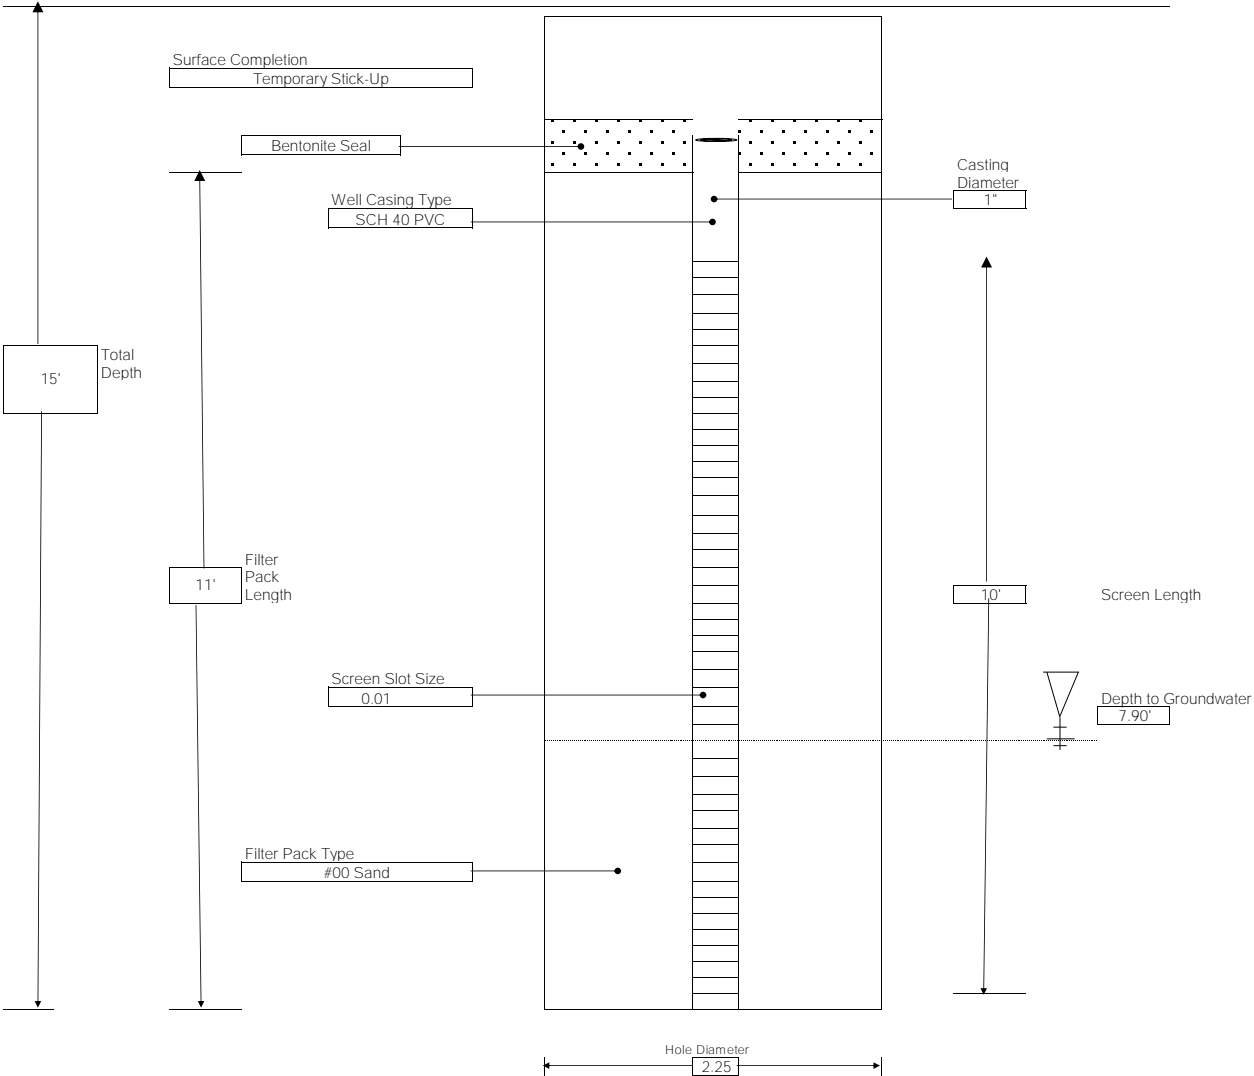 Surface Completion
Temporary Stick-Up
Bentonite Seal
Casting
Diameter
1"
Well Casing Type
SCH 40 PVC
15'
Total
Depth
11'
Filter
Pack
Length
10'
Screen Length
Screen Slot Size
0.01
Depth to Groundwater
7.90'
Filter Pack Type
#00 Sand
Hole Diameter
2.25